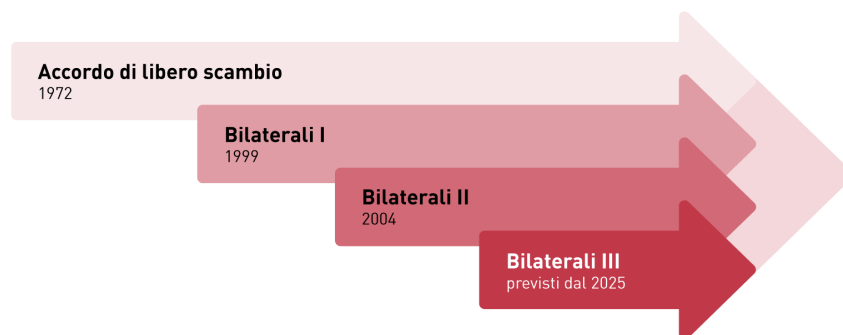 Accordo di libero scambio
1972
Bilaterali I
1999
Bilaterali II
2004
Bilaterali III
previsti dal 2025